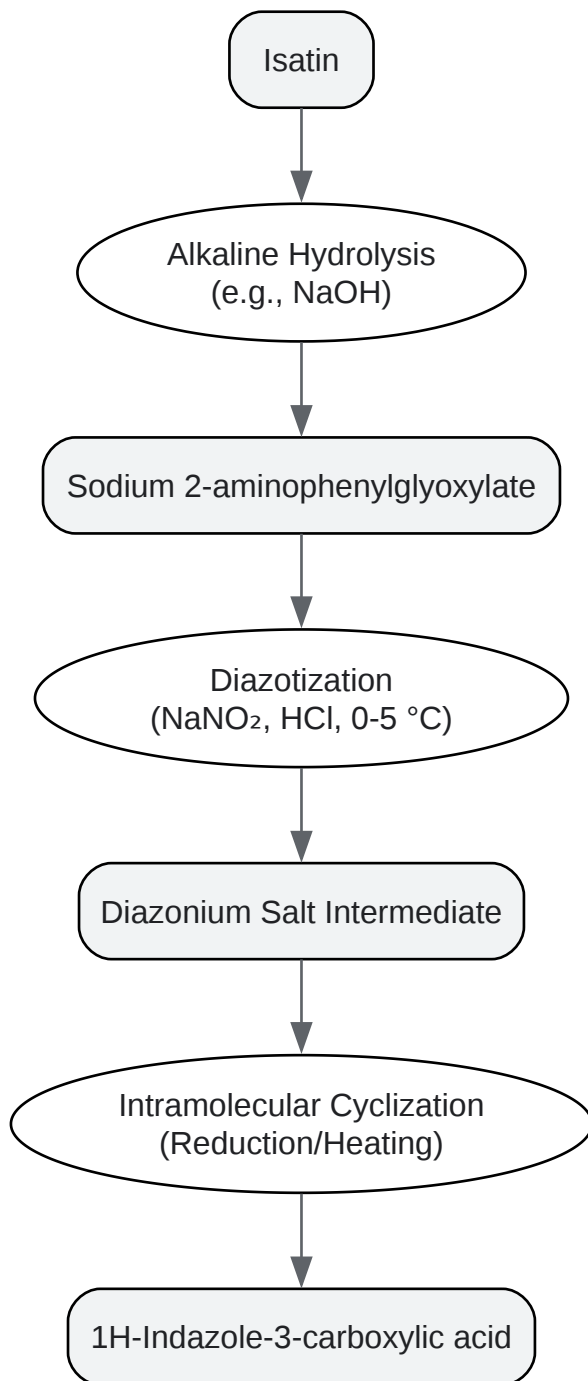 Isatin
Alkaline Hydrolysis
(e.g., NaOH)
Sodium 2-aminophenylglyoxylate
Diazotization
(NaNO₂, HCl, 0-5 °C)
Diazonium Salt Intermediate
Intramolecular Cyclization
(Reduction/Heating)
1H-Indazole-3-carboxylic acid